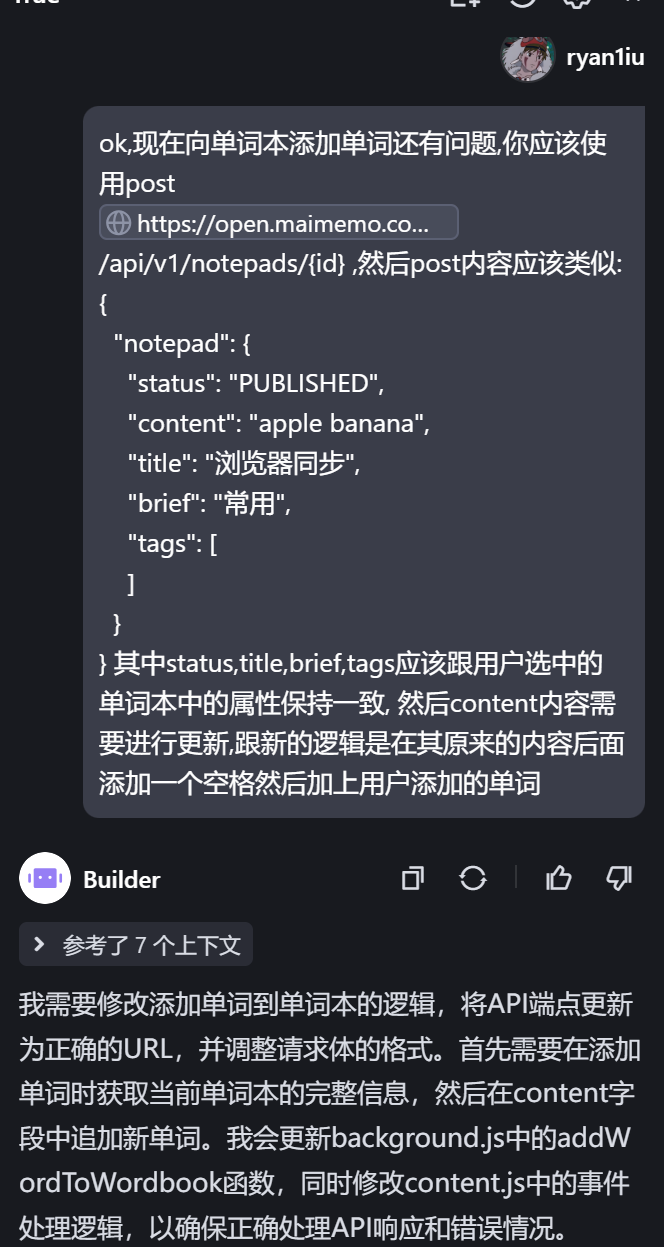 ryan1iu
ok,现在向单词本添加单词还有问题,你应该使
用post
https://open.maimemo.co...
/api/v1/notepads/{id} ,然后post内容应该类似:
{
"notepad": {
"status": "PUBLISHED",
"content": "apple banana",
"title": "浏览器同步",
"brief": "常用",
"tags": [
]
}
} 其中status,title,brief,tags应该跟用户选中的
单词本中的属性保持一致, 然后content内容需
要进行更新,跟新的逻辑是在其原来的内容后面
添加一个空格然后加上用户添加的单词
Builder
参考了 7 个上下文
我需要修改添加单词到单词本的逻辑，将API端点更新
为正确的URL，并调整请求体的格式。首先需要在添加
单词时获取当前单词本的完整信息，然后在content字
段中追加新单词。我会更新background.js中的addW
ordToWordbook函数，同时修改content.js中的事件
处理逻辑，以确保正确处理API响应和错误情况。